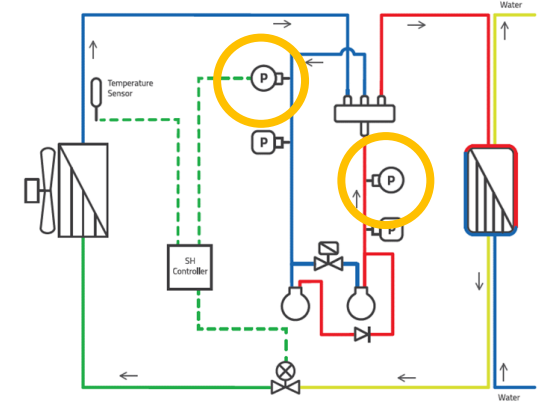 Water
Temperature
Sensor
P
P
P
P
SH
Controller
Water